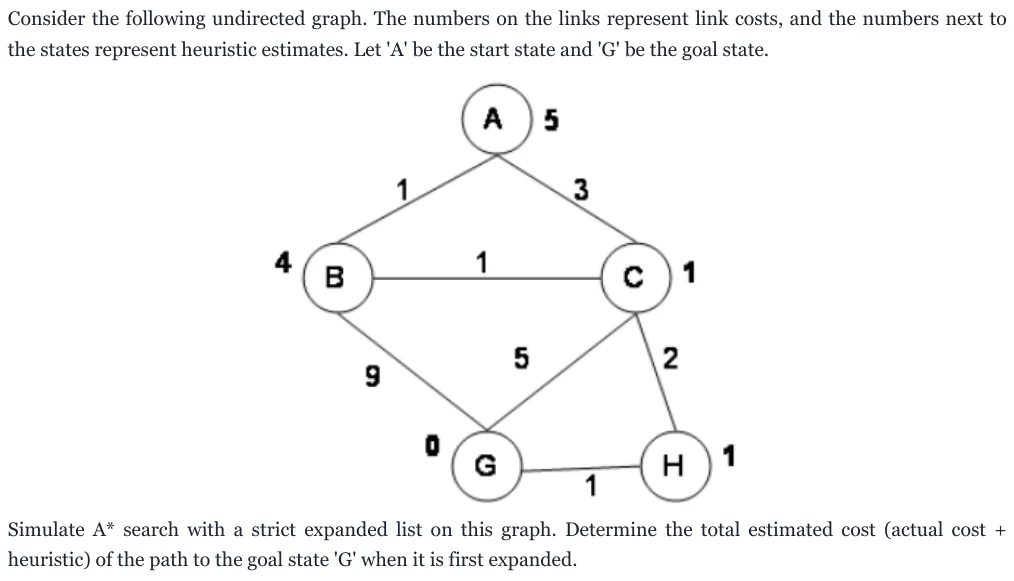 Consider the following undirected graph. The numbers on the links represent link costs, and the numbers next to
the states represent heuristic estimates. Let 'A' be the start state and 'G' be the goal state.
A 5
1 3
4 B 1 C 1
9 5 2
0 G 1 H 1
Simulate A* search with a strict expanded list on this graph. Determine the total estimated cost (actual cost +
heuristic) of the path to the goal state 'G' when it is first expanded.